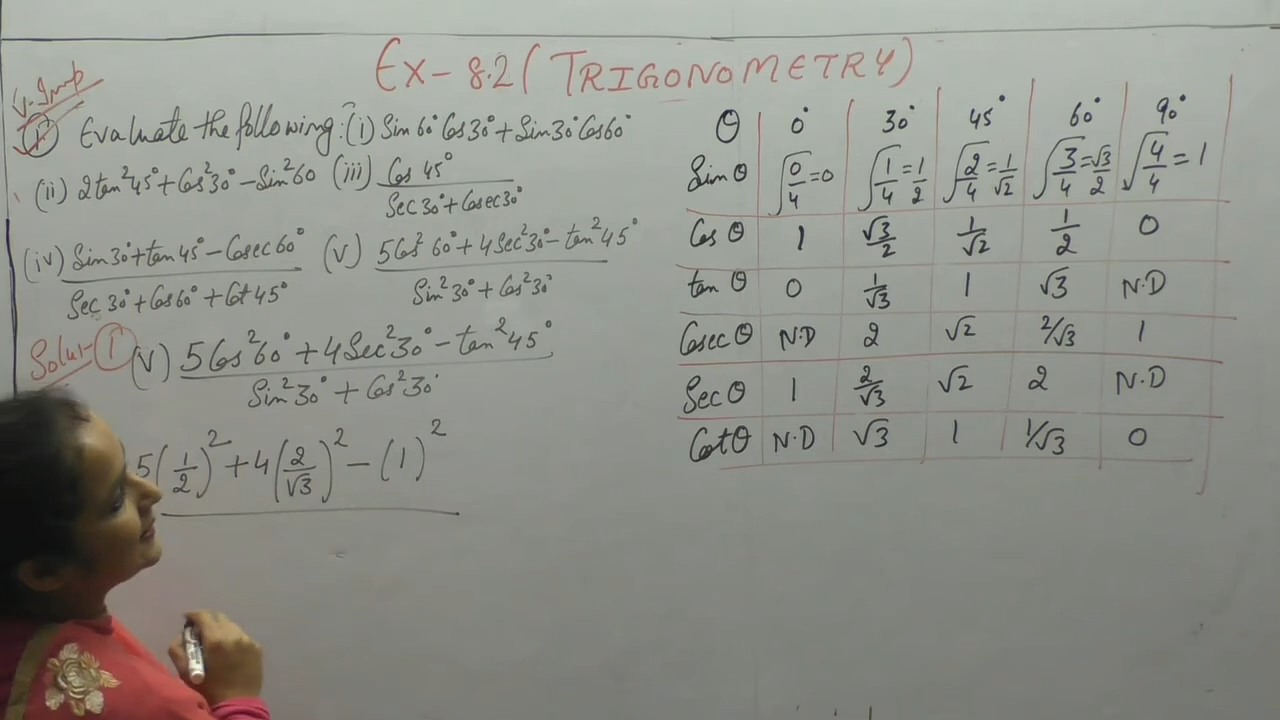 Ex - 8.2 ( TRIGONOMETRY )
V. Imp
① Evaluate the following: (i) Sin 60° Cos 30° + Sin 30° Cos 60°
(ii) 2 tan² 45° + Cos² 30° - Sin² 60 (iii) Cos 45°
Sec 30° + Cosec 30°
(iv) Sin 30° + tan 45° - Cosec 60° (v) 5 Cos² 60° + 4 Sec² 30° - tan² 45°
Sec 30° + Cos 60° + Cot 45° Sin² 30° + Cos² 30°
Solu:- ① (v) 5 Cos² 60° + 4 Sec² 30° - tan² 45°
Sin² 30° + Cos² 30°
5(1/2)² + 4(2/√3)² - (1)²
θ 0° 30° 45° 60° 90°
Sin θ √0/4 = 0 √1/4 = 1/2 √2/4 = 1/√2 √3/4 = √3/2 √4/4 = 1
Cos θ 1 √3/2 1/√2 1/2 0
tan θ 0 1/√3 1 √3 N.D
Cosec θ N.D 2 √2 2/√3 1
Sec θ 1 2/√3 √2 2 N.D
Cot θ N.D √3 1 1/√3 0